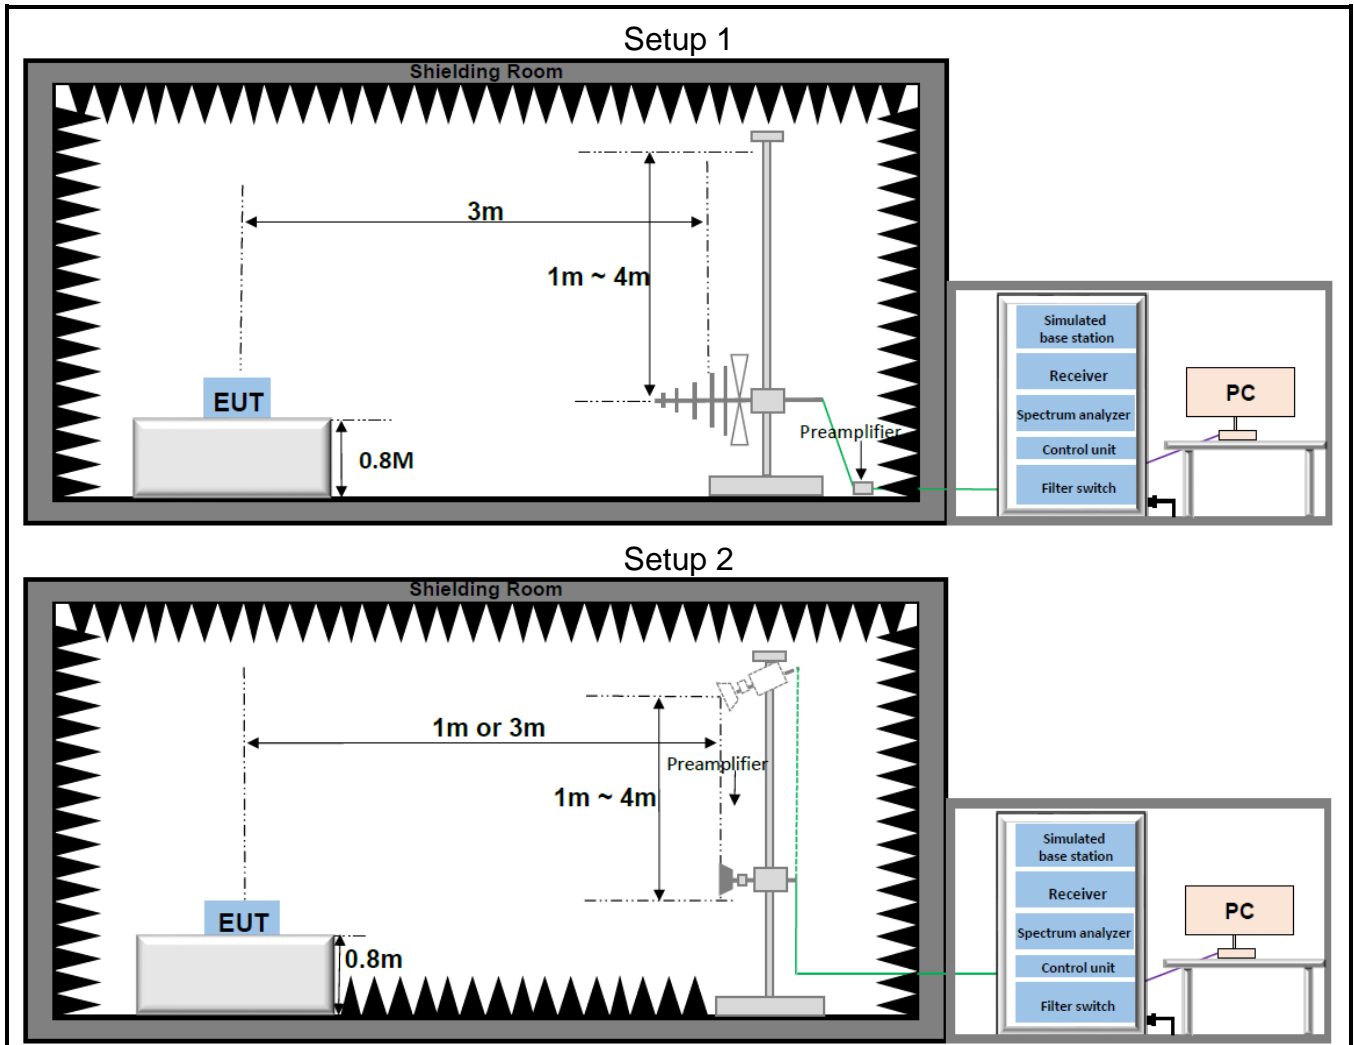 Setup 1
Shielding Room
3m
1m ~ 4m
EUT
0.8M
Preamplifier
Simulated
base station
Receiver
Spectrum analyzer
Control unit
Filter switch
PC
Setup 2
Shielding Room
1m or 3m
Preamplifier
1m ~ 4m
EUT
0.8m
Simulated
base station
Receiver
Spectrum analyzer
Control unit
Filter switch
PC